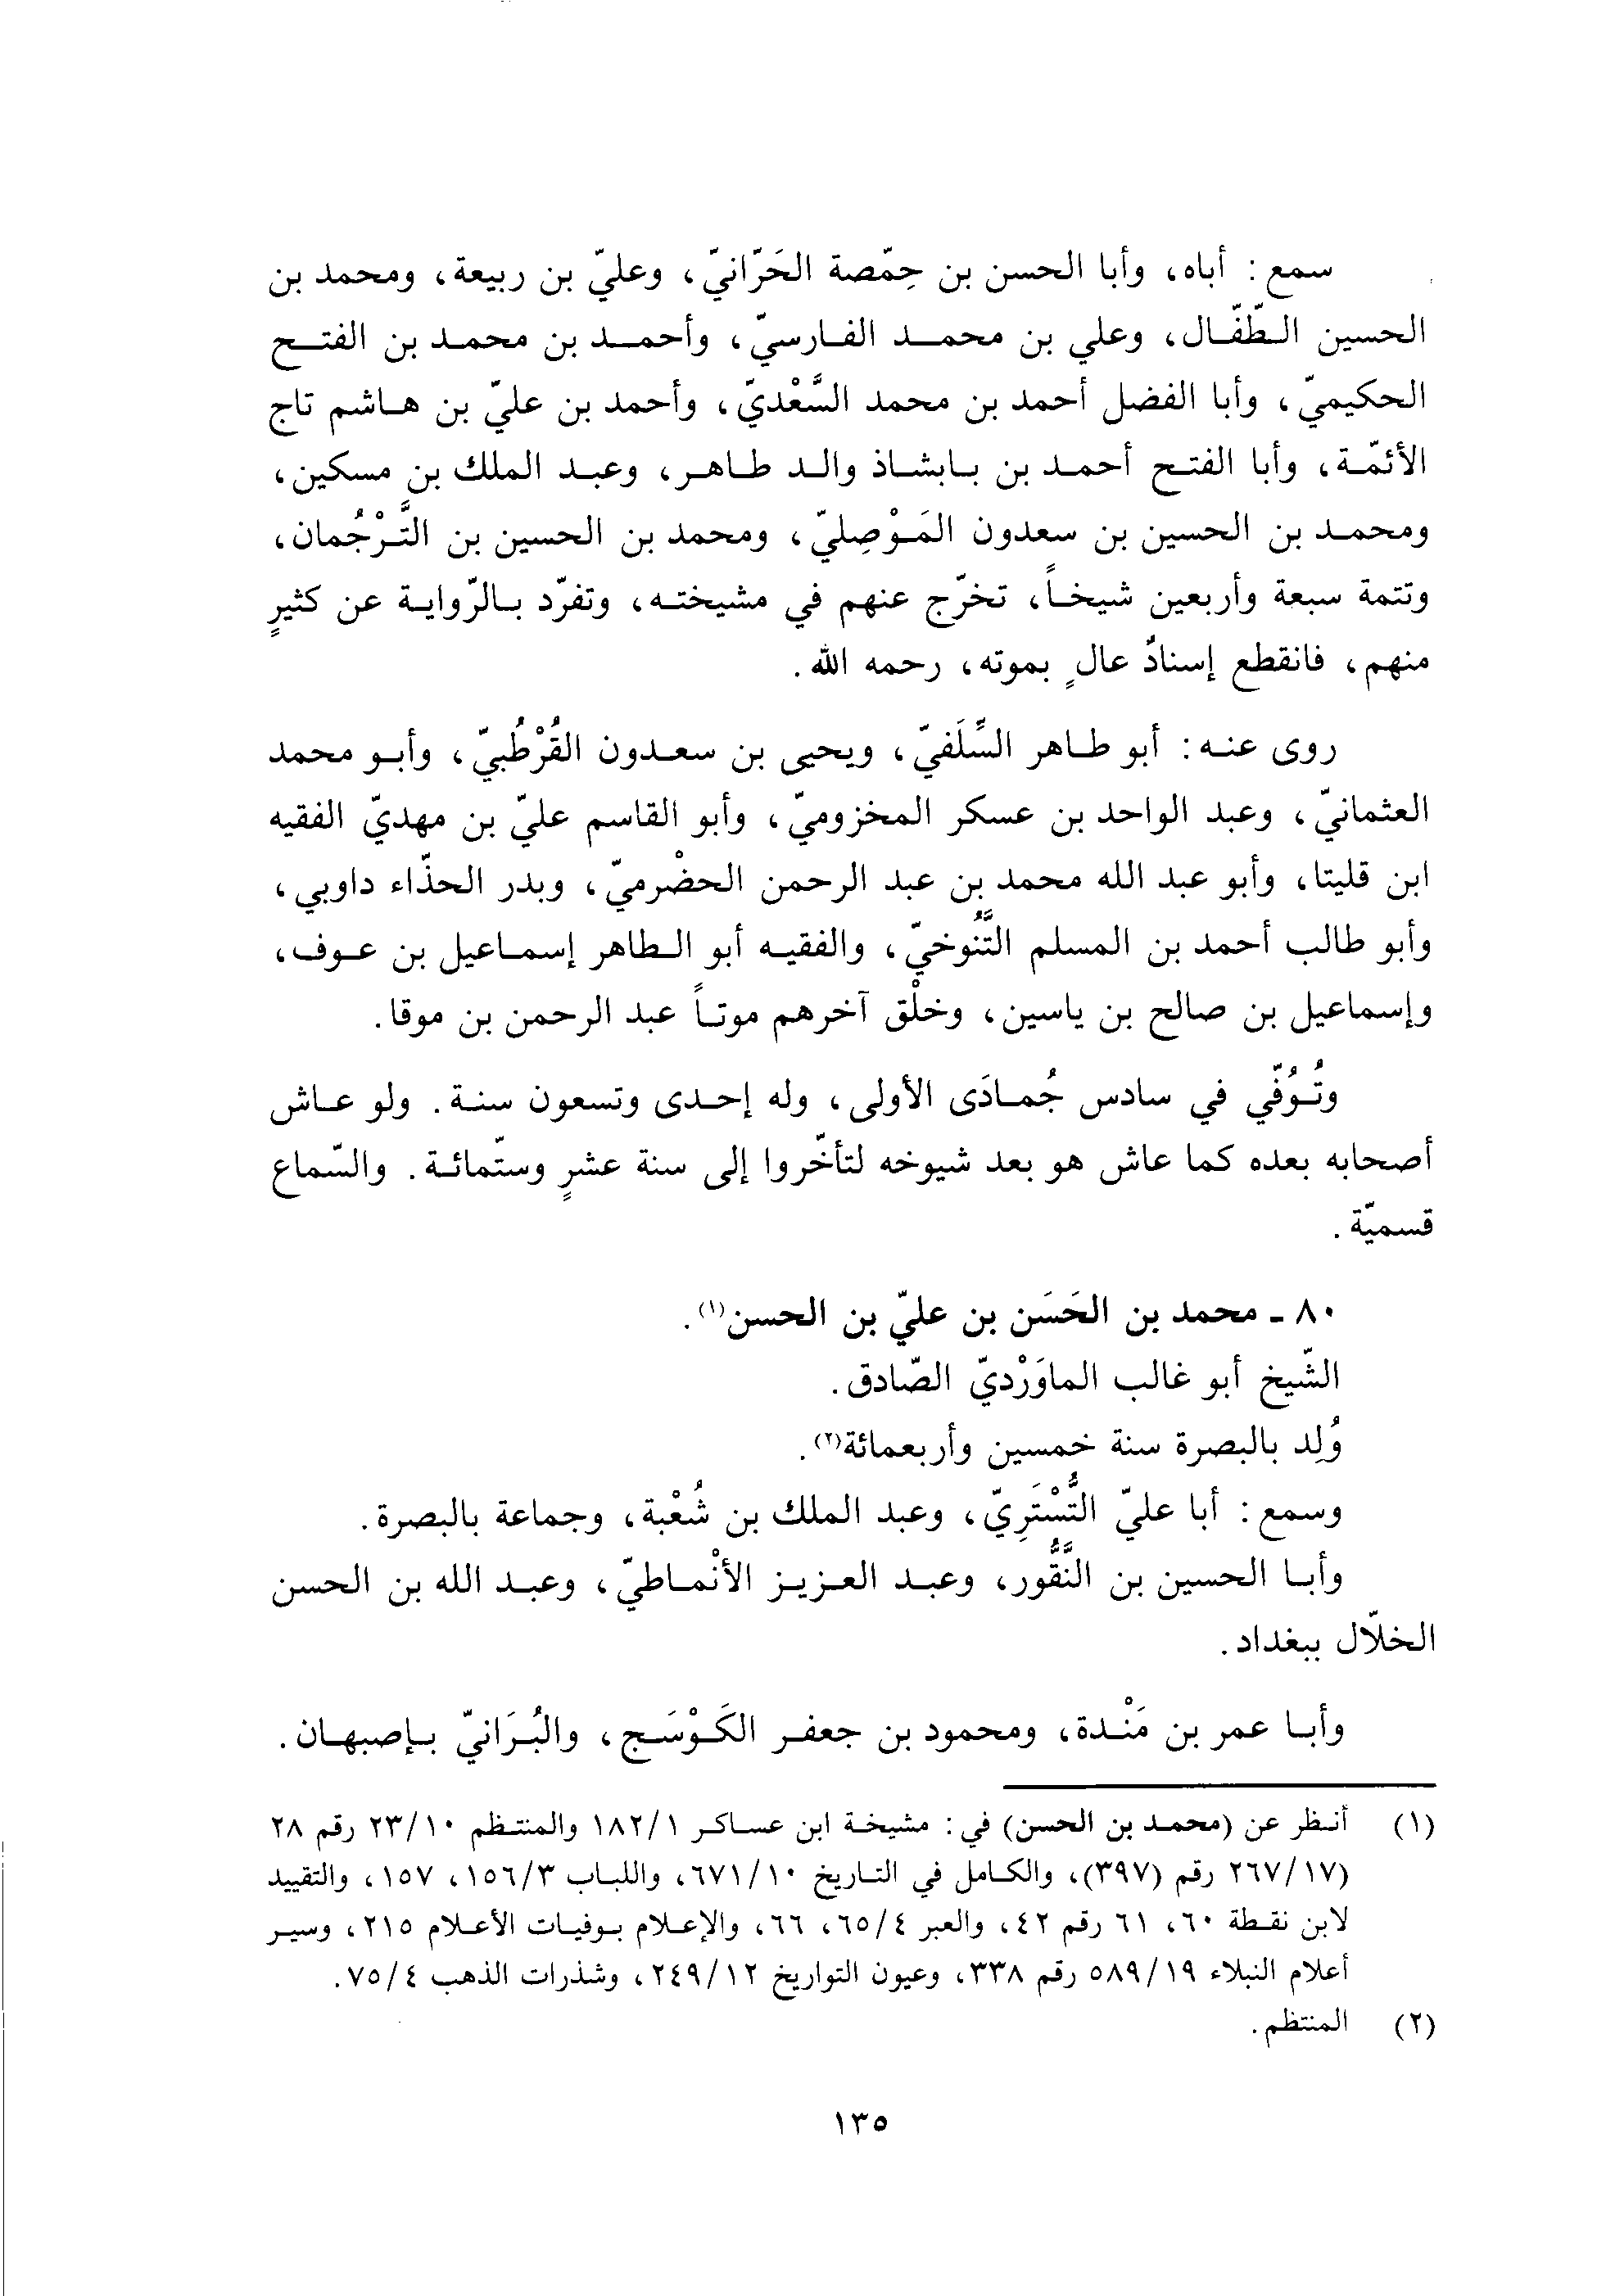 سمع: أباه، وأبا الحسن بن حِمّصة الحَرّانيّ، وعليّ بن ربيعة، ومحمد بن
الحسين الطّفّال، وعلي بن محمد الفارسيّ، وأحمد بن محمد بن الفتح
الحكيميّ، وأبا الفضل أحمد بن محمد السَّعْديّ، وأحمد بن عليّ بن هاشم تاج
الأئمّة، وأبا الفتح أحمد بن بابشاذ والد طاهر، وعبد الملك بن مسكين،
ومحمد بن الحسين بن سعدون المَوْصِليّ، ومحمد بن الحسين بن التَّرْجُمان،
وتتمة سبعة وأربعين شيخاً، تخرّج عنهم في مشيخته، وتفرّد بالرّواية عن كثيرٍ
منهم، فانقطع إسنادٌ عالٍ بموته، رحمه الله.
روى عنه: أبو طاهر السِّلَفيّ، ويحيى بن سعدون القُرْطُبيّ، وأبو محمد
العثمانيّ، وعبد الواحد بن عسكر المخزوميّ، وأبو القاسم عليّ بن مهديّ الفقيه
ابن قليتا، وأبو عبد الله محمد بن عبد الرحمن الحضْرميّ، وبدر الحذّاء داوبي،
وأبو طالب أحمد بن المسلم التَّنُوخيّ، والفقيه أبو الطاهر إسماعيل بن عوف،
وإسماعيل بن صالح بن ياسين، وخلْق آخرهم موتاً عبد الرحمن بن موقا.
وتُوُفّي في سادس جُمادَى الأولى، وله إحدى وتسعون سنة. ولو عاش
أصحابه بعده كما عاش هو بعد شيوخه لتأخّروا إلى سنة عشرٍ وستّمائة. والسّماع
قسميّة.
٨٠ - محمد بن الحَسَن بن عليّ بن الحسن(١).
الشّيخ أبو غالب الماوَرْديّ الصّادق.
وُلِد بالبصرة سنة خمسين وأربعمائة(٢).
وسمع: أبا عليّ التُّسْتَرِيّ، وعبد الملك بن شُعْبة، وجماعة بالبصرة.
وأبا الحسين بن النَّقُّور، وعبد العزيز الأنْماطيّ، وعبد الله بن الحسن
الخلّال ببغداد.
وأبا عمر بن مَنْدة، ومحمود بن جعفر الكَوْسَج، والبُرَانيّ بإصبهان.
(١) أنظر عن (محمد بن الحسن) في: مشيخة ابن عساكر ١/ ١٨٢ والمنتظم ١٠/ ٢٣ رقم ٢٨
(١٧/ ٢٦٧ رقم (٣٩٧)، والكامل في التاريخ ١٠/ ٦٧١، واللباب ٣/ ١٥٦، ١٥٧، والتقييد
لابن نقطة ٦٠، ٦١ رقم ٤٢، والعبر ٤/ ٦٥، ٦٦، والإعلام بوفيات الأعلام ٢١٥، وسير
أعلام النبلاء ١٩/ ٥٨٩ رقم ٣٣٨، وعيون التواريخ ١٢/ ٢٤٩، وشذرات الذهب ٤/ ٧٥.
(٢) المنتظم.
١٣٥